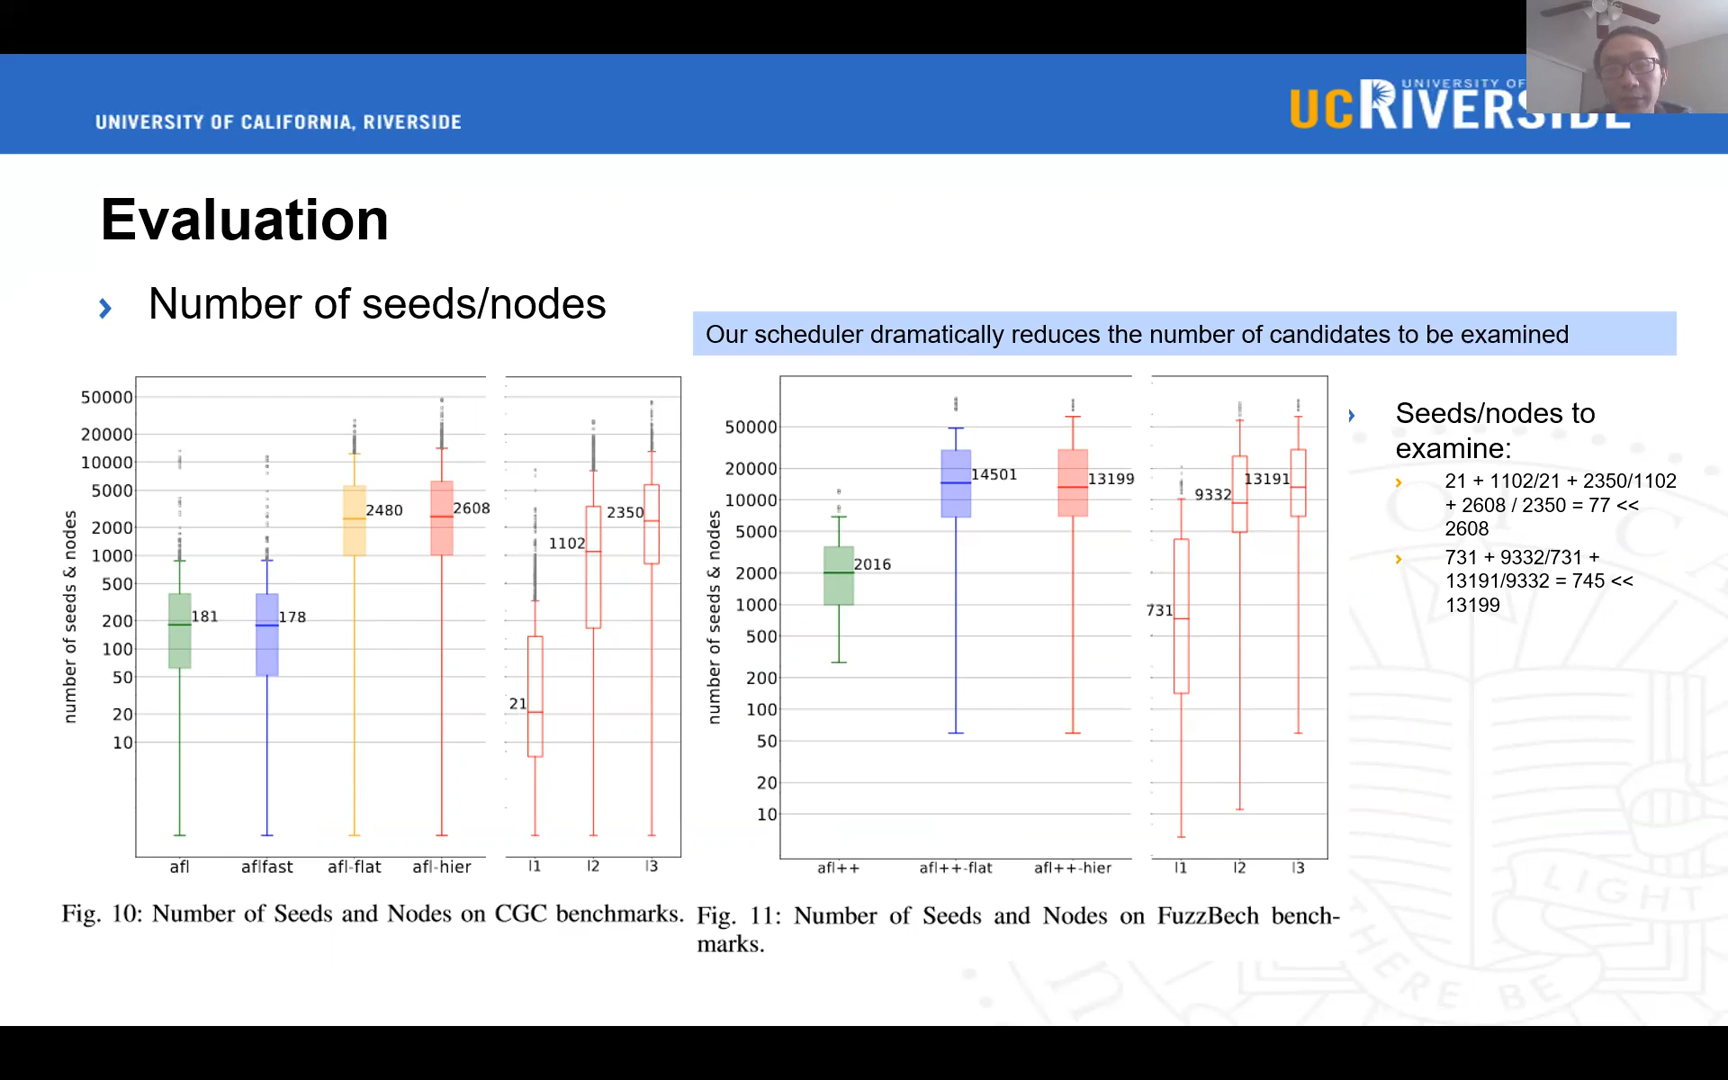 UNIVERSITY OF CALIFORNIA, RIVERSIDE
UNIVERSITY OF
UCRIVERSIDE
Evaluation
Number of seeds/nodes
Our scheduler dramatically reduces the number of candidates to be examined
number of seeds & nodes
50000
20000
10000
5000
2000
1000
500
200
100
50
20
10
181
178
2480
2608
21
1102
2350
afl
aflfast
afl-flat
afl-hier
l1
l2
l3
Fig. 10: Number of Seeds and Nodes on CGC benchmarks.
number of seeds & nodes
50000
20000
10000
5000
2000
1000
500
200
100
50
20
10
2016
14501
13199
731
9332
13191
afl++
afl++-flat
afl++-hier
l1
l2
l3
Fig. 11: Number of Seeds and Nodes on FuzzBech bench-
marks.
Seeds/nodes to
examine:
21 + 1102/21 + 2350/1102
+ 2608 / 2350 = 77 <<
2608
731 + 9332/731 +
13191/9332 = 745 <<
13199
LIGHT
THERE BE